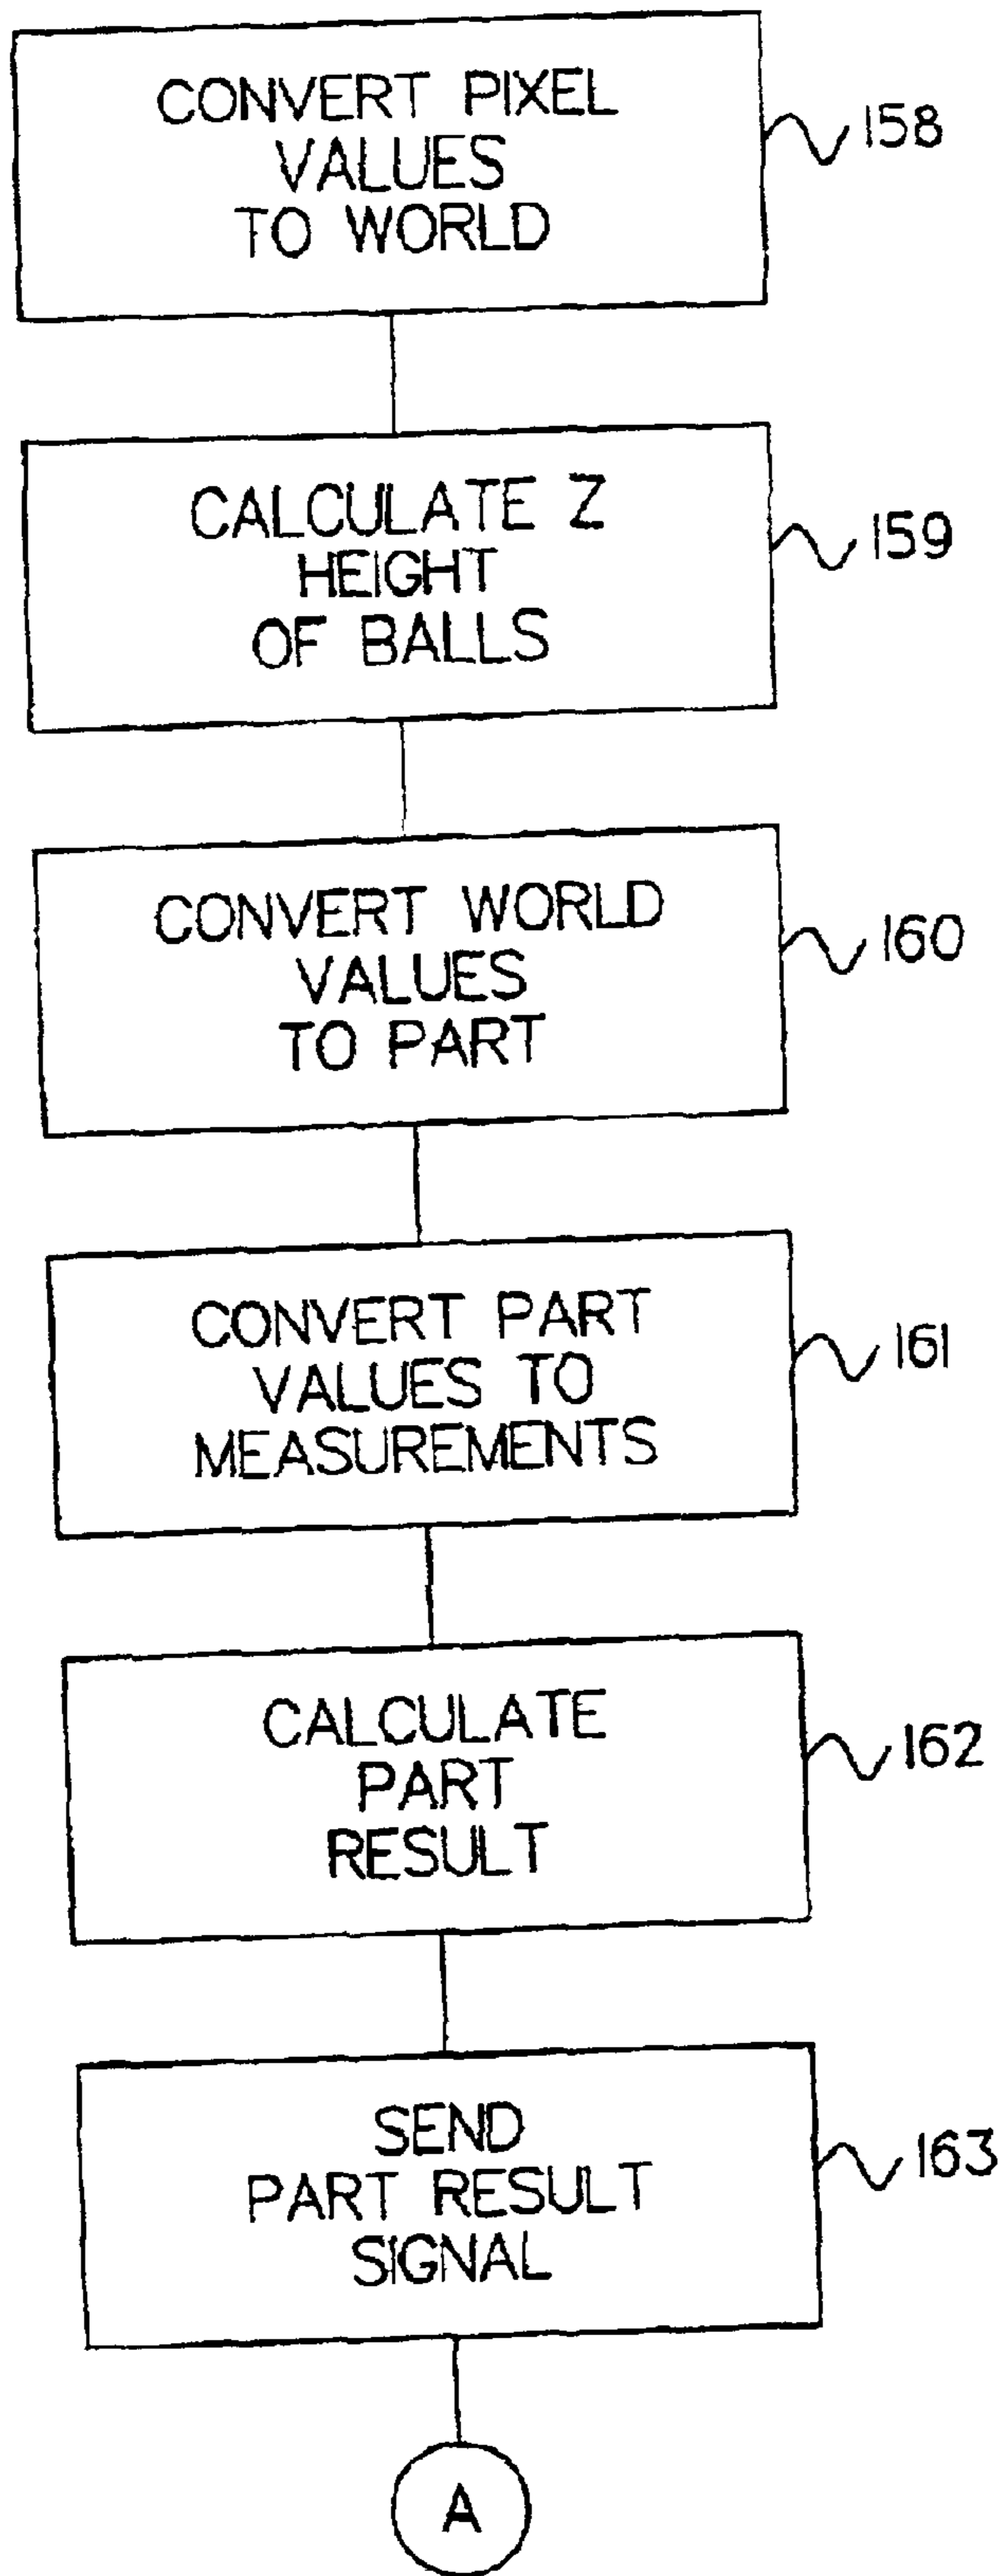 CONVERT PIXEL
VALUES
TO WORLD
158
CALCULATE Z
HEIGHT
OF BALLS
159
CONVERT WORLD
VALUES
TO PART
160
CONVERT PART
VALUES TO
MEASUREMENTS
161
CALCULATE
PART
RESULT
162
SEND
PART RESULT
SIGNAL
163
A